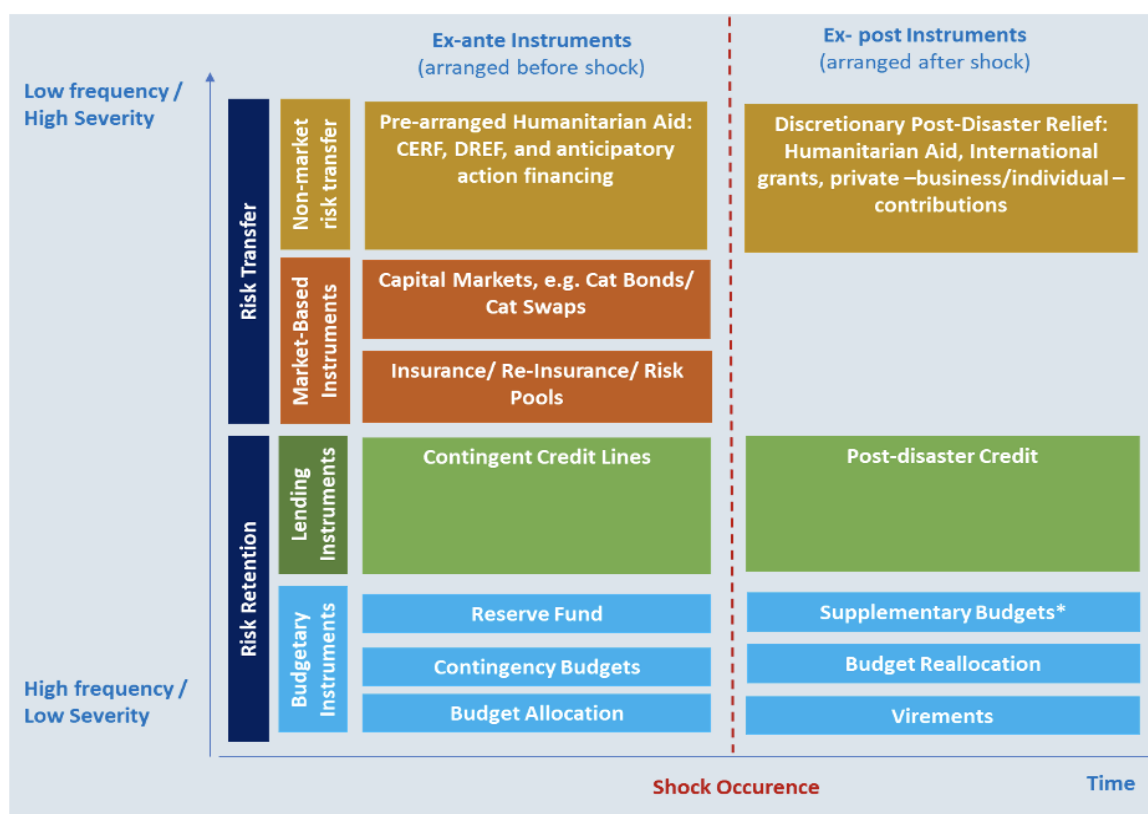 Ex-ante Instruments
(arranged before shock)
Ex- post Instruments
(arranged after shock)
Low frequency /
High Severity
Risk Transfer
Non-market
risk transfer
Pre-arranged Humanitarian Aid:
CERF, DREF, and anticipatory
action financing
Discretionary Post-Disaster Relief:
Humanitarian Aid, International
grants, private –business/individual –
contributions
Market-Based
Instruments
Capital Markets, e.g. Cat Bonds/
Cat Swaps
Insurance/ Re-Insurance/ Risk
Pools
Risk Retention
Lending
Instruments
Contingent Credit Lines
Post-disaster Credit
Budgetary
Instruments
Reserve Fund
Supplementary Budgets*
Contingency Budgets
Budget Reallocation
Budget Allocation
Virements
High frequency /
Low Severity
Shock Occurence
Time